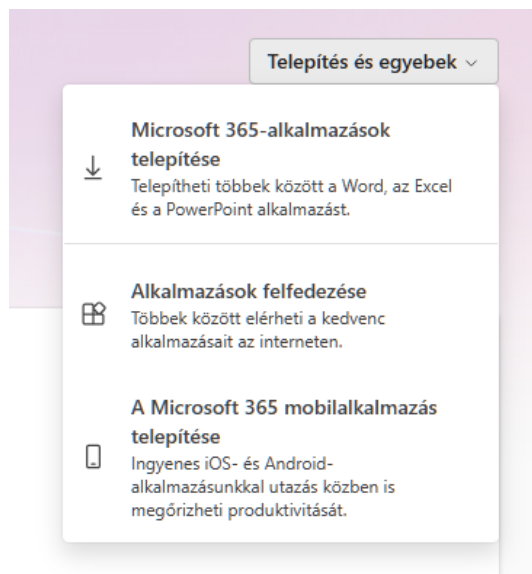 Telepítés és egyebek
Microsoft 365-alkalmazások
telepítése
Telepítheti többek között a Word, az Excel
és a PowerPoint alkalmazást.
Alkalmazások felfedezése
Többek között elérheti a kedvenc
alkalmazásait az interneten.
A Microsoft 365 mobilalkalmazás
telepítése
Ingyenes iOS- és Android-
alkalmazásunkkal utazás közben is
megőrizheti produktivitását.